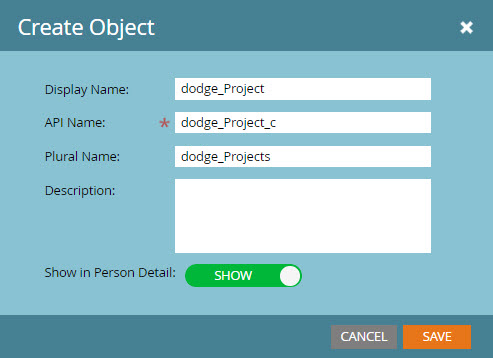 Create Object
Display Name: dodge_Project
API Name: * dodge_Project_c
Plural Name: dodge_Projects
Description:
Show in Person Detail: SHOW
CANCEL SAVE